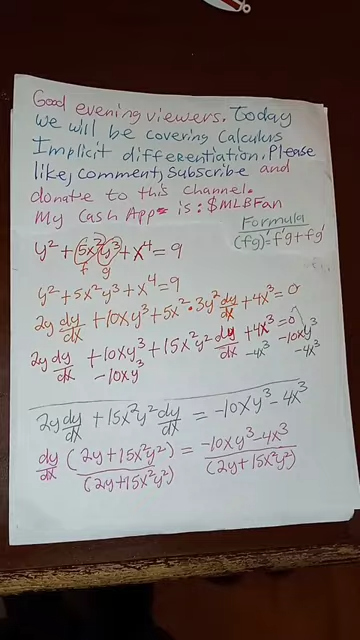 Good evening viewers. Today
we will be covering Calculus
Implicit differentiation. Please
like, comment, subscribe and
donate to this channel.
My Cash App is: $MLBFan
Formula
(fg)' = f'g + fg'
y² + 5x²y³ + x⁴ = 9
f g
y² + 5x²y³ + x⁴ = 9
2y dy/dx + 10xy³ + 5x² · 3y² dy/dx + 4x³ = 0
2y dy/dx + 10xy³ + 15x²y² dy/dx + 4x³ = 0
-10xy³ -4x³ -10xy³
-4x³
2y dy/dx + 15x²y² dy/dx = -10xy³ - 4x³
dy/dx (2y + 15x²y²)/(2y + 15x²y²) = (-10xy³ - 4x³)/(2y + 15x²y²)